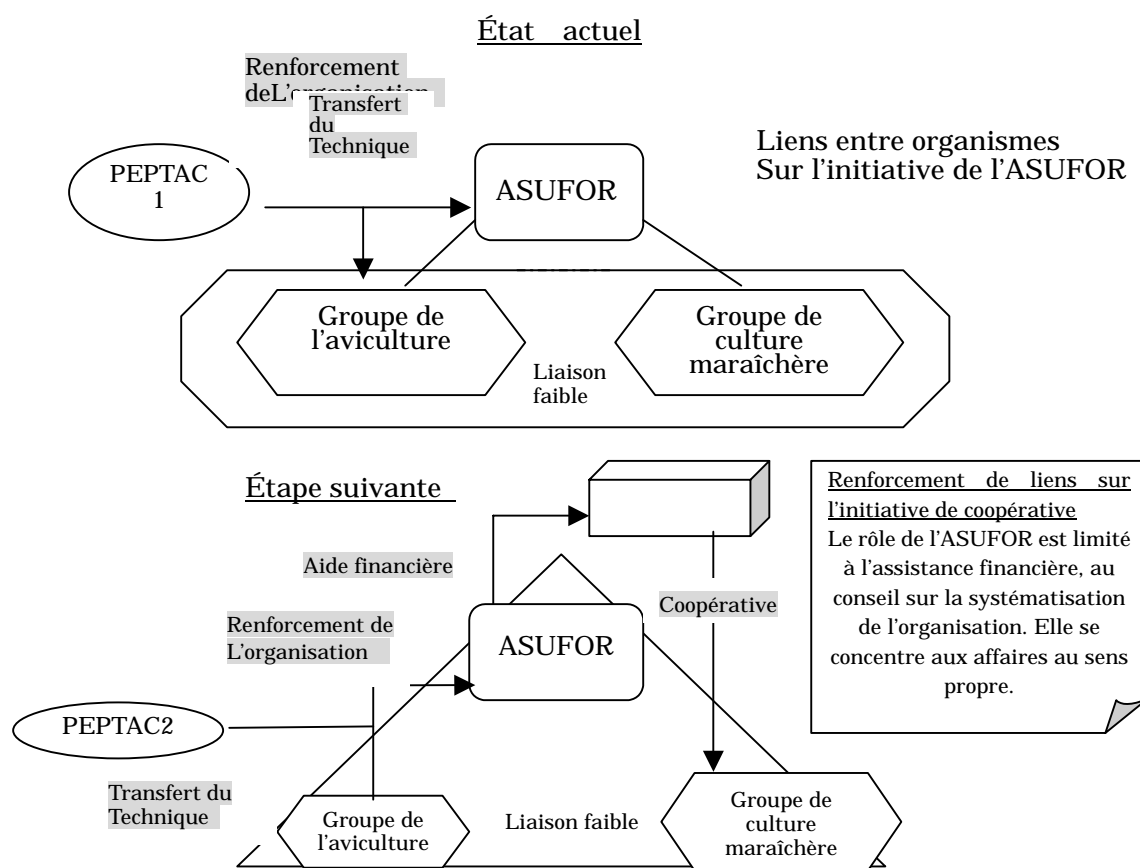 État actuel
Renforcement
deL'organisation
Transfert
du
Technique
PEPTAC
1
ASUFOR
Liens entre organismes
Sur l'initiative de l'ASUFOR
Groupe de
l'aviculture
Groupe de
culture
maraîchère
Liaison
faible
Étape suivante
Aide financière
Renforcement de
L'organisation
ASUFOR
Coopérative
Renforcement de liens sur
l'initiative de coopérative
Le rôle de l'ASUFOR est limité
à l'assistance financière, au
conseil sur la systématisation
de l'organisation. Elle se
concentre aux affaires au sens
propre.
PEPTAC2
Transfert du
Technique
Groupe de
l'aviculture
Liaison faible
Groupe de
culture
maraîchère